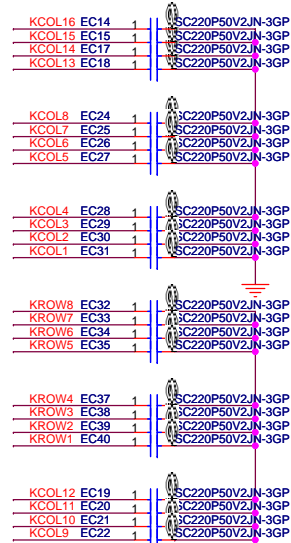 KCOL16 EC14 1 SC220P50V2JN-3GP
KCOL15 EC15 1 SC220P50V2JN-3GP
KCOL14 EC17 1 SC220P50V2JN-3GP
KCOL13 EC18 1 SC220P50V2JN-3GP
KCOL8 EC24 1 SC220P50V2JN-3GP
KCOL7 EC25 1 SC220P50V2JN-3GP
KCOL6 EC26 1 SC220P50V2JN-3GP
KCOL5 EC27 1 SC220P50V2JN-3GP
KCOL4 EC28 1 SC220P50V2JN-3GP
KCOL3 EC29 1 SC220P50V2JN-3GP
KCOL2 EC30 1 SC220P50V2JN-3GP
KCOL1 EC31 1 SC220P50V2JN-3GP
KROW8 EC32 1 SC220P50V2JN-3GP
KROW7 EC33 1 SC220P50V2JN-3GP
KROW6 EC34 1 SC220P50V2JN-3GP
KROW5 EC35 1 SC220P50V2JN-3GP
KROW4 EC37 1 SC220P50V2JN-3GP
KROW3 EC38 1 SC220P50V2JN-3GP
KROW2 EC39 1 SC220P50V2JN-3GP
KROW1 EC40 1 SC220P50V2JN-3GP
KCOL12 EC19 1 SC220P50V2JN-3GP
KCOL11 EC20 1 SC220P50V2JN-3GP
KCOL10 EC21 1 SC220P50V2JN-3GP
KCOL9 EC22 1 SC220P50V2JN-3GP